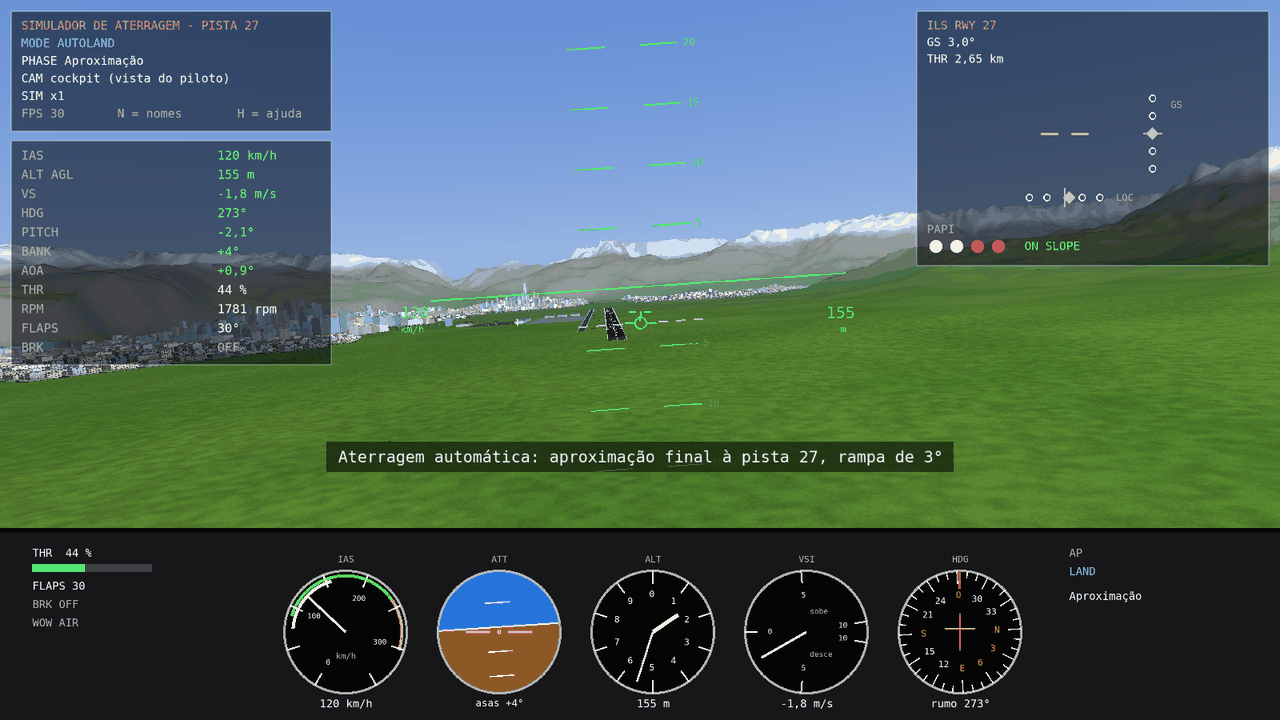 SIMULADOR DE ATERRAGEM - PISTA 27
MODE AUTOLAND
PHASE Aproximação
CAM cockpit (vista do piloto)
SIM x1
FPS 30 N = nomes H = ajuda
IAS 120 km/h
ALT AGL 155 m
VS -1,8 m/s
HDG 273°
PITCH -2,1°
BANK +4°
AOA +0,9°
THR 44 %
RPM 1781 rpm
FLAPS 30°
BRK OFF
ILS RWY 27
GS 3,0°
THR 2,65 km
GS
LOC
PAPI
ON SLOPE
20
15
10
5
km/h
155
m
5
10
Aterragem automática: aproximação final à pista 27, rampa de 3°
THR 44 %
FLAPS 30
BRK OFF
WOW AIR
IAS
0
100
200
300
km/h
120 km/h
ATT
asas +4°
ALT
0
1
2
3
4
5
6
7
8
9
155 m
VSI
5
sobe
10
0
10
desce
5
-1,8 m/s
HDG
O
30
33
N
3
6
E
12
15
S
21
24
rumo 273°
AP
LAND
Aproximação